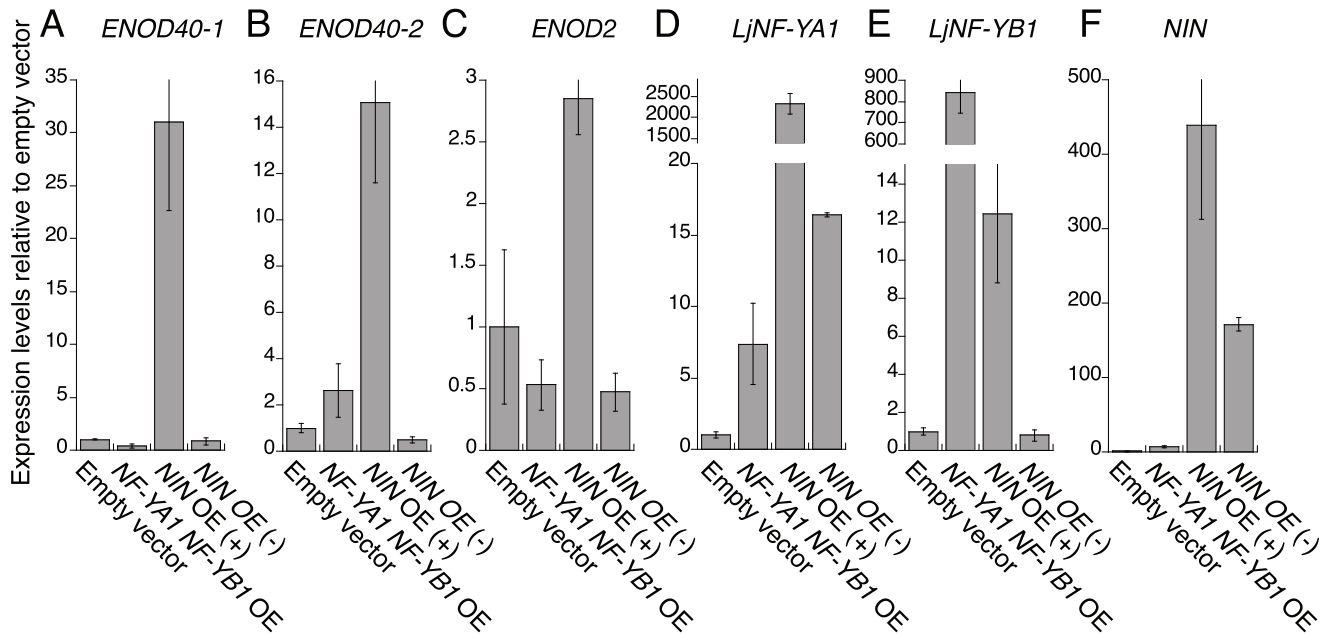 A ENOD40-1 B ENOD40-2 C ENOD2 D LjNF-YA1 E LjNF-YB1 F NIN
Expression levels relative to empty vector
35
30
25
20
15
10
5
0
Empty vector
NF-YA1 NF-YB1 OE
NIN OE (+)
NIN OE (-)
16
14
12
10
8
6
4
2
0
Empty vector
NF-YA1 NF-YB1 OE
NIN OE (+)
NIN OE (-)
3
2.5
2
1.5
1
0.5
0
Empty vector
NF-YA1 NF-YB1 OE
NIN OE (+)
NIN OE (-)
2500
2000
1500
20
15
10
5
0
Empty vector
NF-YA1 NF-YB1 OE
NIN OE (+)
NIN OE (-)
900
800
700
600
14
12
10
8
6
4
2
0
Empty vector
NF-YA1 NF-YB1 OE
NIN OE (+)
NIN OE (-)
500
400
300
200
100
0
Empty vector
NF-YA1 NF-YB1 OE
NIN OE (+)
NIN OE (-)